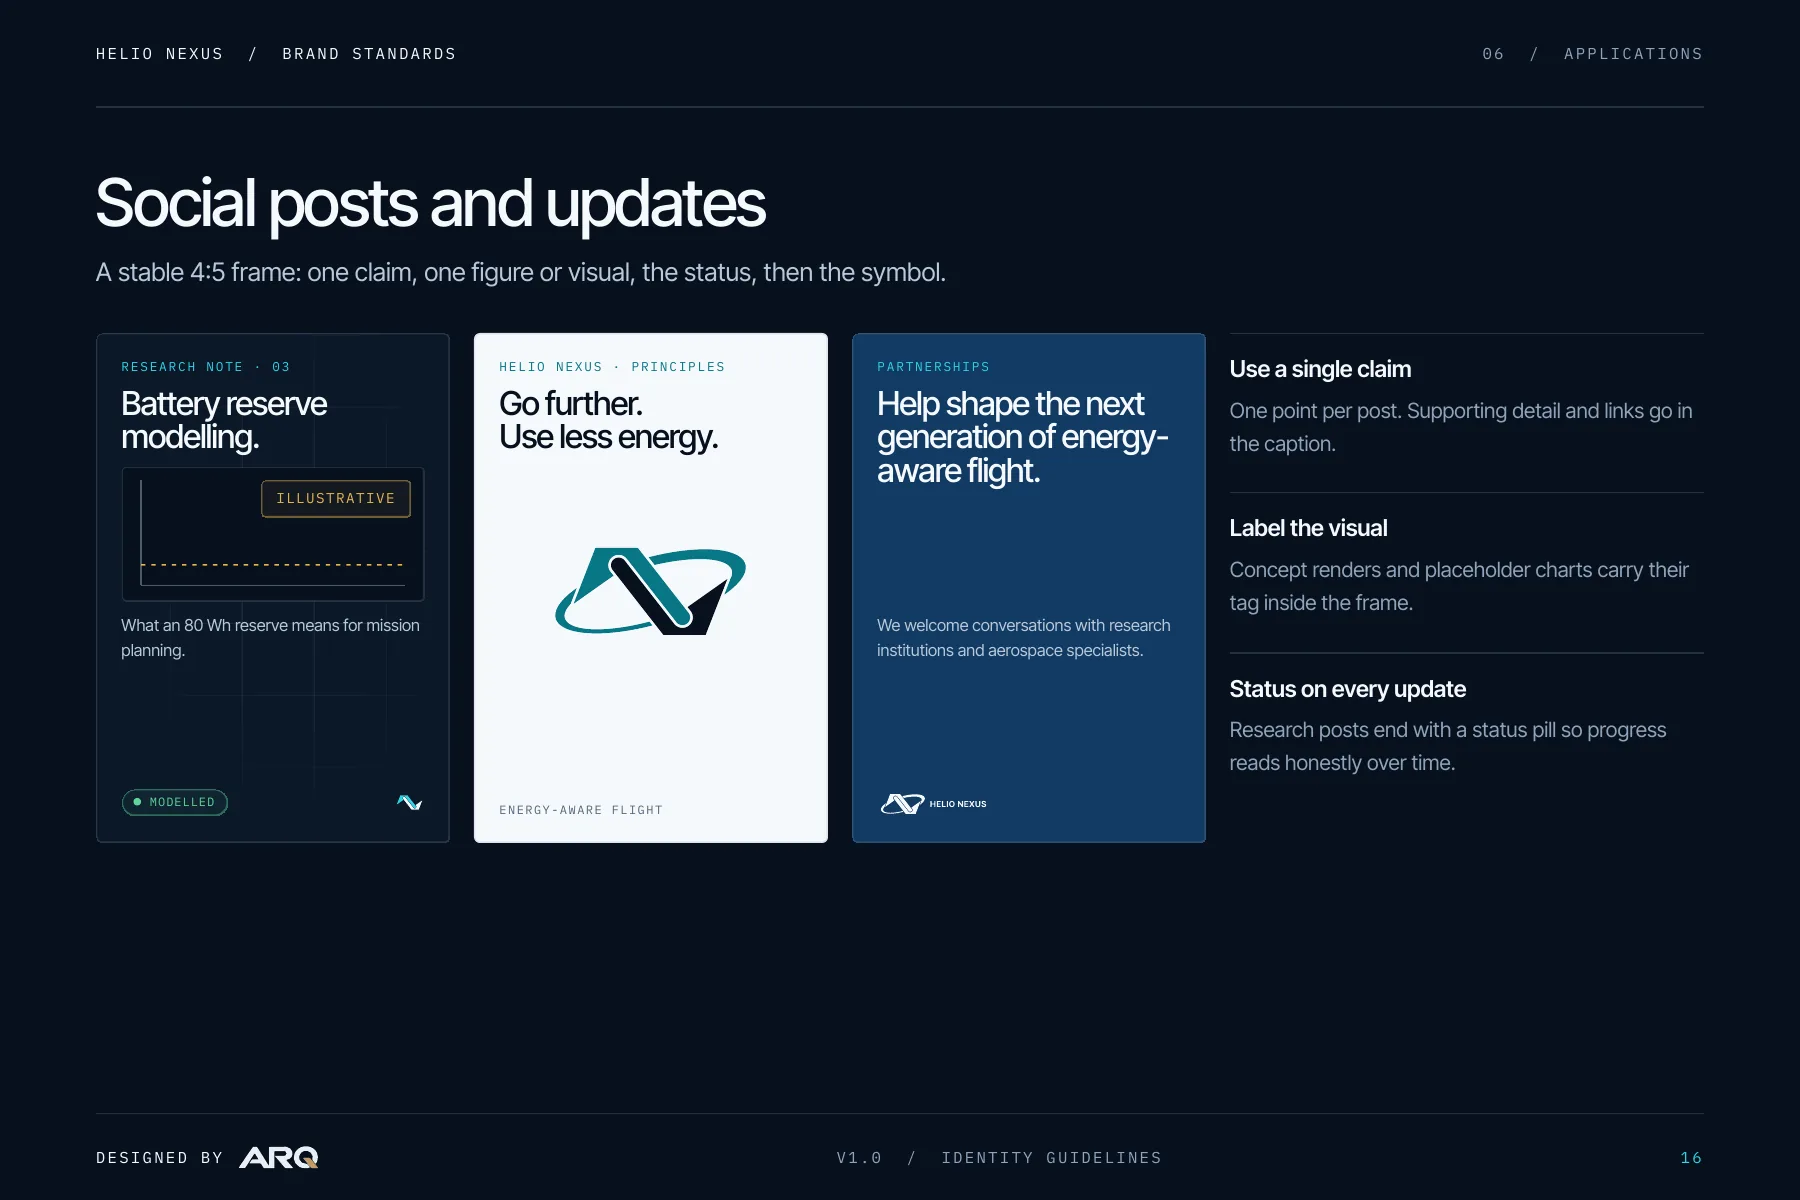 HELIO NEXUS / BRAND STANDARDS
06 / APPLICATIONS
Social posts and updates
A stable 4:5 frame: one claim, one figure or visual, the status, then the symbol.
RESEARCH NOTE · 03
Battery reserve
modelling.
ILLUSTRATIVE
What an 80 Wh reserve means for mission
planning.
MODELLED
HELIO NEXUS · PRINCIPLES
Go further.
Use less energy.
ENERGY-AWARE FLIGHT
PARTNERSHIPS
Help shape the next
generation of energy-
aware flight.
We welcome conversations with research
institutions and aerospace specialists.
HELIO NEXUS
Use a single claim
One point per post. Supporting detail and links go in
the caption.
Label the visual
Concept renders and placeholder charts carry their
tag inside the frame.
Status on every update
Research posts end with a status pill so progress
reads honestly over time.
DESIGNED BY ARQ
V1.0 / IDENTITY GUIDELINES
16